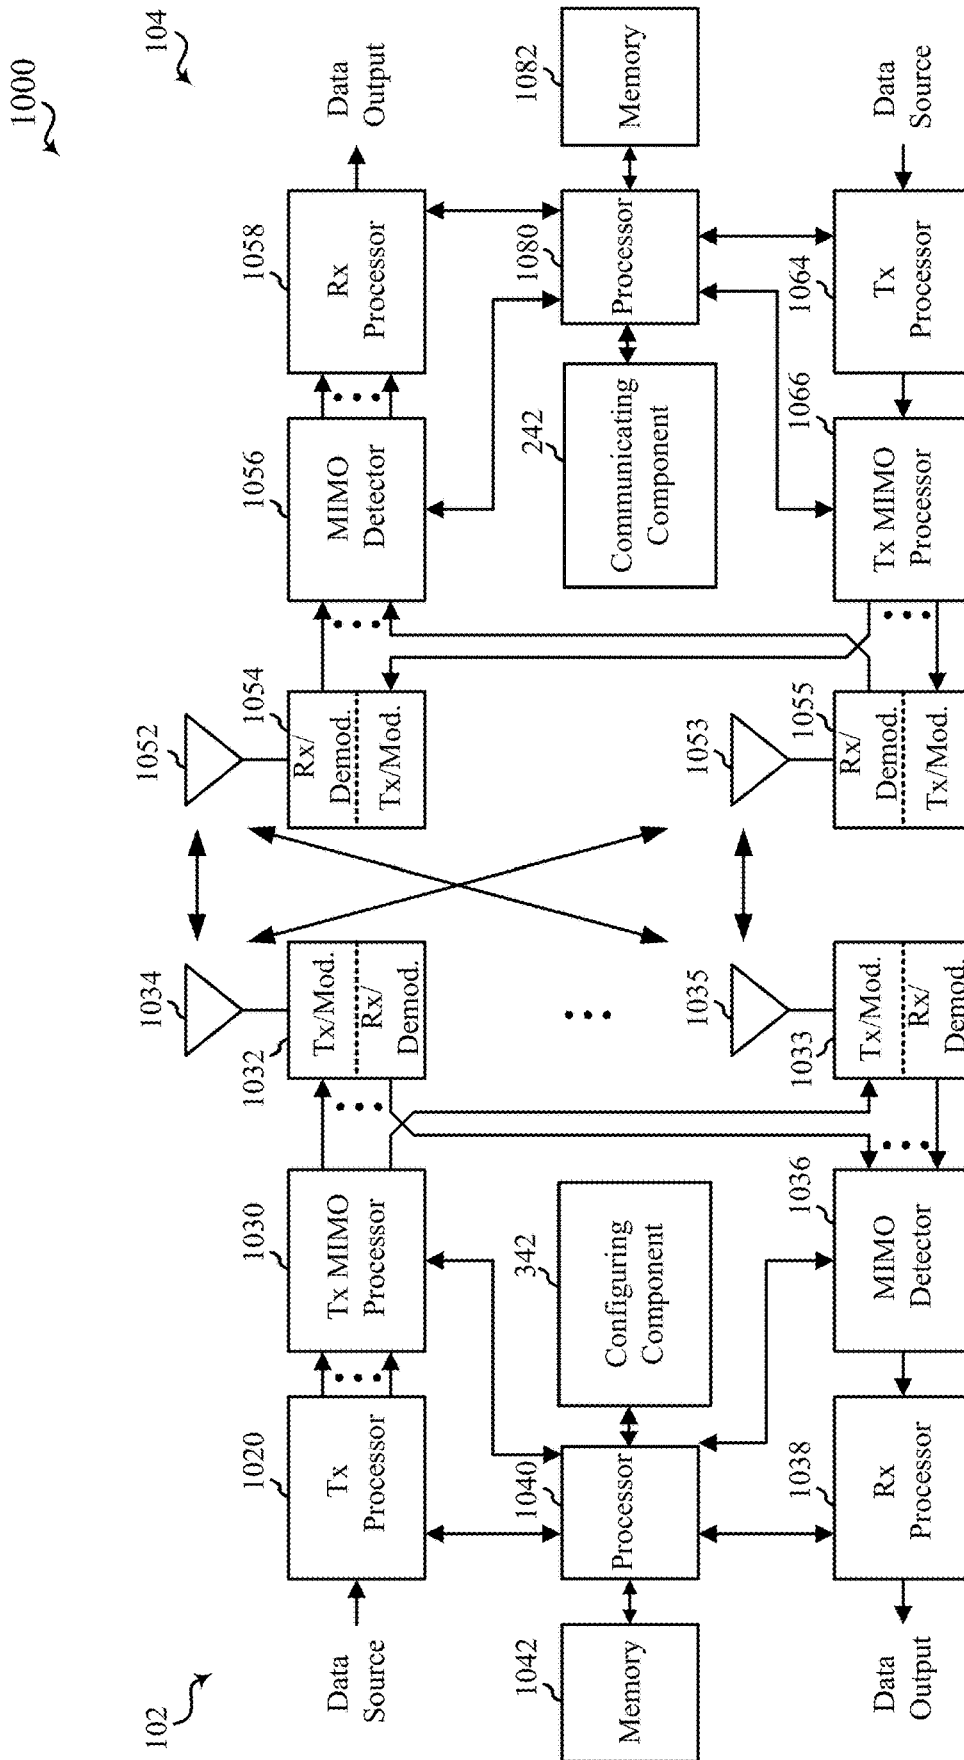 1000
102
104
Data
Source
1020
Tx
Processor
1030
Tx MIMO
Processor
1032
Tx/Mod.
Rx/
Demod.
1034
1052
1054
Rx/
Demod.
Tx/Mod.
1056
MIMO
Detector
1058
Rx
Processor
Data
Output
1042
Memory
1040
Processor
342
Configuring
Component
242
Communicating
Component
1080
Processor
1082
Memory
Data
Output
1038
Rx
Processor
1036
MIMO
Detector
1033
Tx/Mod.
Rx/
Demod.
1035
1053
1055
Rx/
Demod.
Tx/Mod.
1066
Tx MIMO
Processor
1064
Tx
Processor
Data
Source